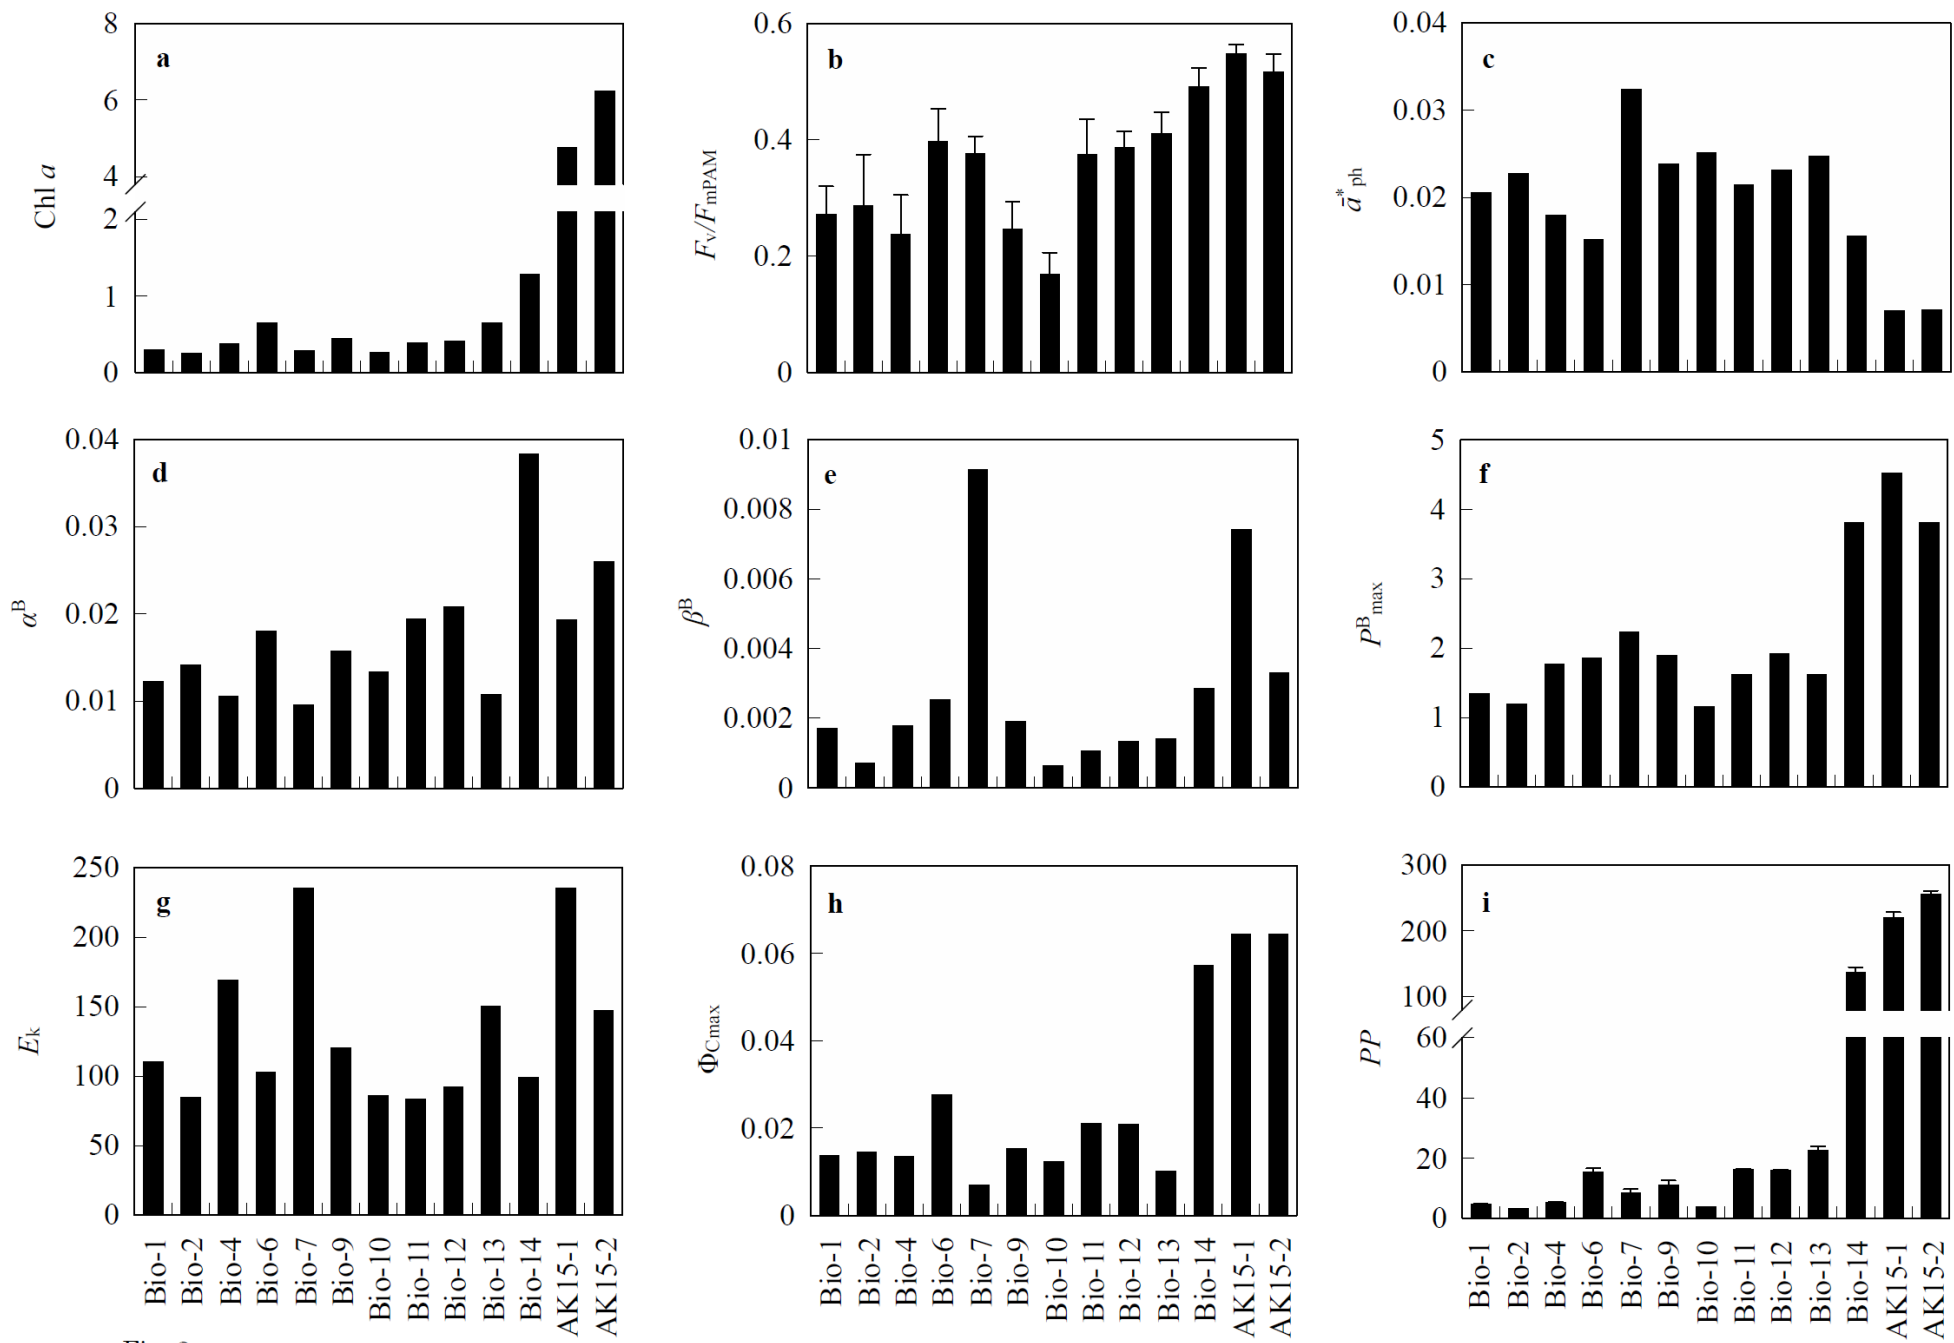 a
Chl a
8
6
4
2
1
0
b
Fv/FmPAM
0.6
0.4
0.2
0
c
ā*ph
0.04
0.03
0.02
0.01
0
d
αB
0.04
0.03
0.02
0.01
0
e
βB
0.01
0.008
0.006
0.004
0.002
0
f
PBmax
5
4
3
2
1
0
g
Ek
250
200
150
100
50
0
Bio-1
Bio-2
Bio-4
Bio-6
Bio-7
Bio-9
Bio-10
Bio-11
Bio-12
Bio-13
Bio-14
AK15-1
AK15-2
h
ΦCmax
0.08
0.06
0.04
0.02
0
Bio-1
Bio-2
Bio-4
Bio-6
Bio-7
Bio-9
Bio-10
Bio-11
Bio-12
Bio-13
Bio-14
AK15-1
AK15-2
i
PP
300
200
100
60
40
20
0
Bio-1
Bio-2
Bio-4
Bio-6
Bio-7
Bio-9
Bio-10
Bio-11
Bio-12
Bio-13
Bio-14
AK15-1
AK15-2